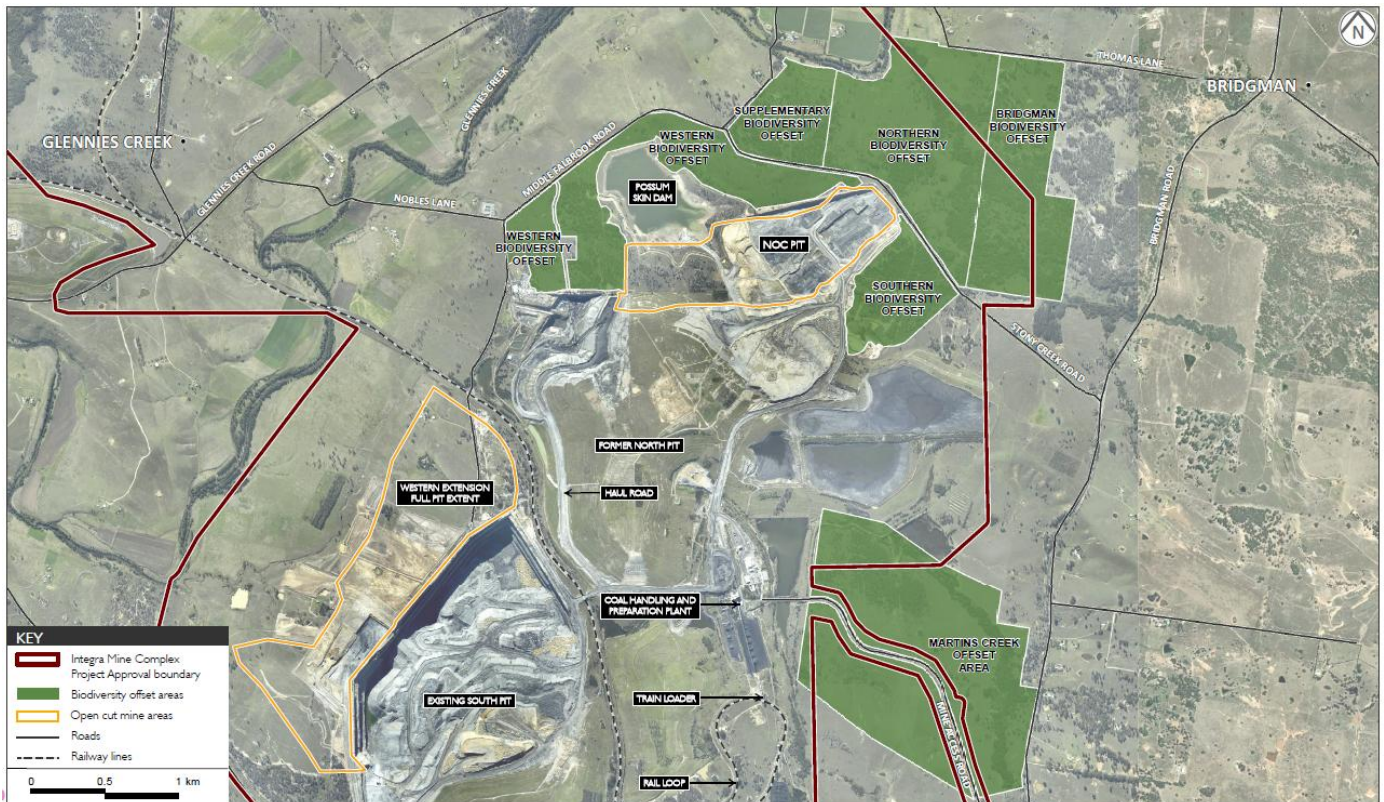 N
THOMAS LANE
BRIDGMAN
GLENNIES CREEK
GLENNIES CREEK ROAD
GLENNIES CREEK
NOBLES LANE
MIDDLE FALBROOK ROAD
SUPPLEMENTARY
BIODIVERSITY
OFFSET
WESTERN
BIODIVERSITY
OFFSET
NORTHERN
BIODIVERSITY
OFFSET
BRIDGMAN
BIODIVERSITY
OFFSET
POSSUM
SKIN DAM
BRIDGMAN ROAD
WESTERN
BIODIVERSITY
OFFSET
NOC PIT
SOUTHERN
BIODIVERSITY
OFFSET
STONY CREEK ROAD
FORMER NORTH PIT
WESTERN EXTENSION
FULL PIT EXTENT
HAUL ROAD
COAL HANDLING AND
PREPARATION PLANT
MARTINS CREEK
OFFSET
AREA
EXISTING SOUTH PIT
TRAIN LOADER
MINE ACCESS ROAD
RAIL LOOP
KEY
Integra Mine Complex
Project Approval boundary
Biodiversity offset areas
Open cut mine areas
Roads
Railway lines
0 0.5 1 km